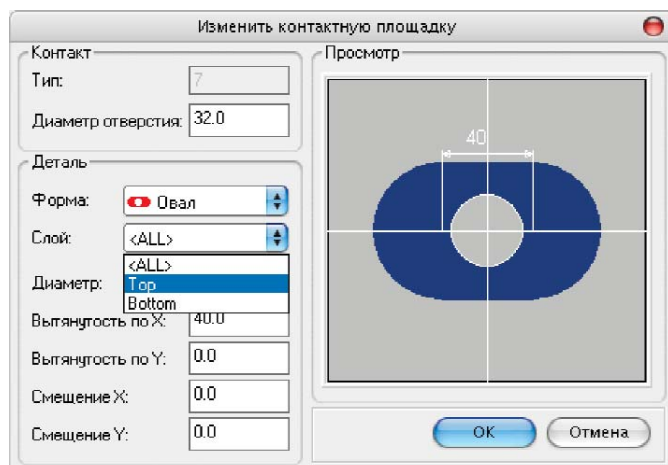 Изменить контактную площадку
Контакт
Тип: 7
Диаметр отверстия: 32.0
Деталь
Форма: Овал
Слой: <ALL>
<ALL>
Top
Bottom
Диаметр:
Вытянутость по X: 40.0
Вытянутость по Y: 0.0
Смещение X: 0.0
Смещение Y: 0.0
Просмотр
40
OK
Отмена